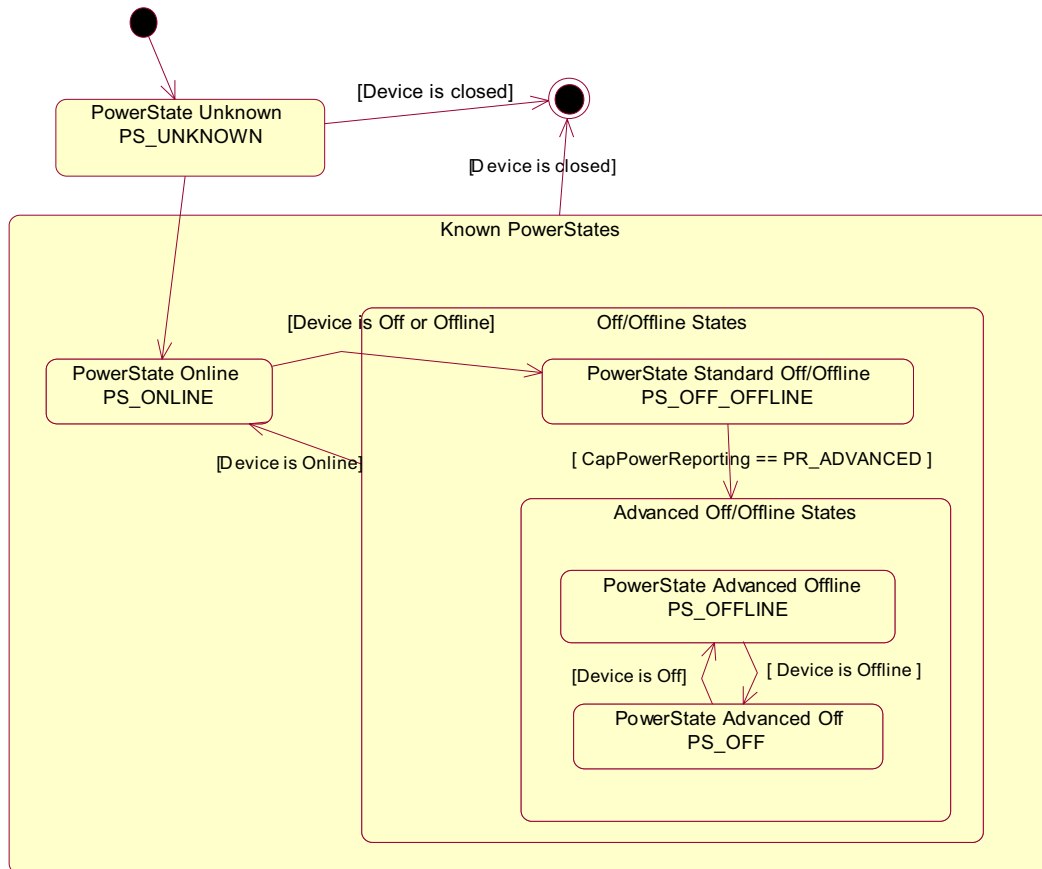 [Device is closed]
PowerState Unknown
PS_UNKNOWN
[Device is closed]
Known PowerStates
[Device is Off or Offline]
Off/Offline States
PowerState Online
PS_ONLINE
PowerState Standard Off/Offline
PS_OFF_OFFLINE
[Device is Online]
[ CapPowerReporting == PR_ADVANCED ]
Advanced Off/Offline States
PowerState Advanced Offline
PS_OFFLINE
[Device is Off]
[ Device is Offline ]
PowerState Advanced Off
PS_OFF